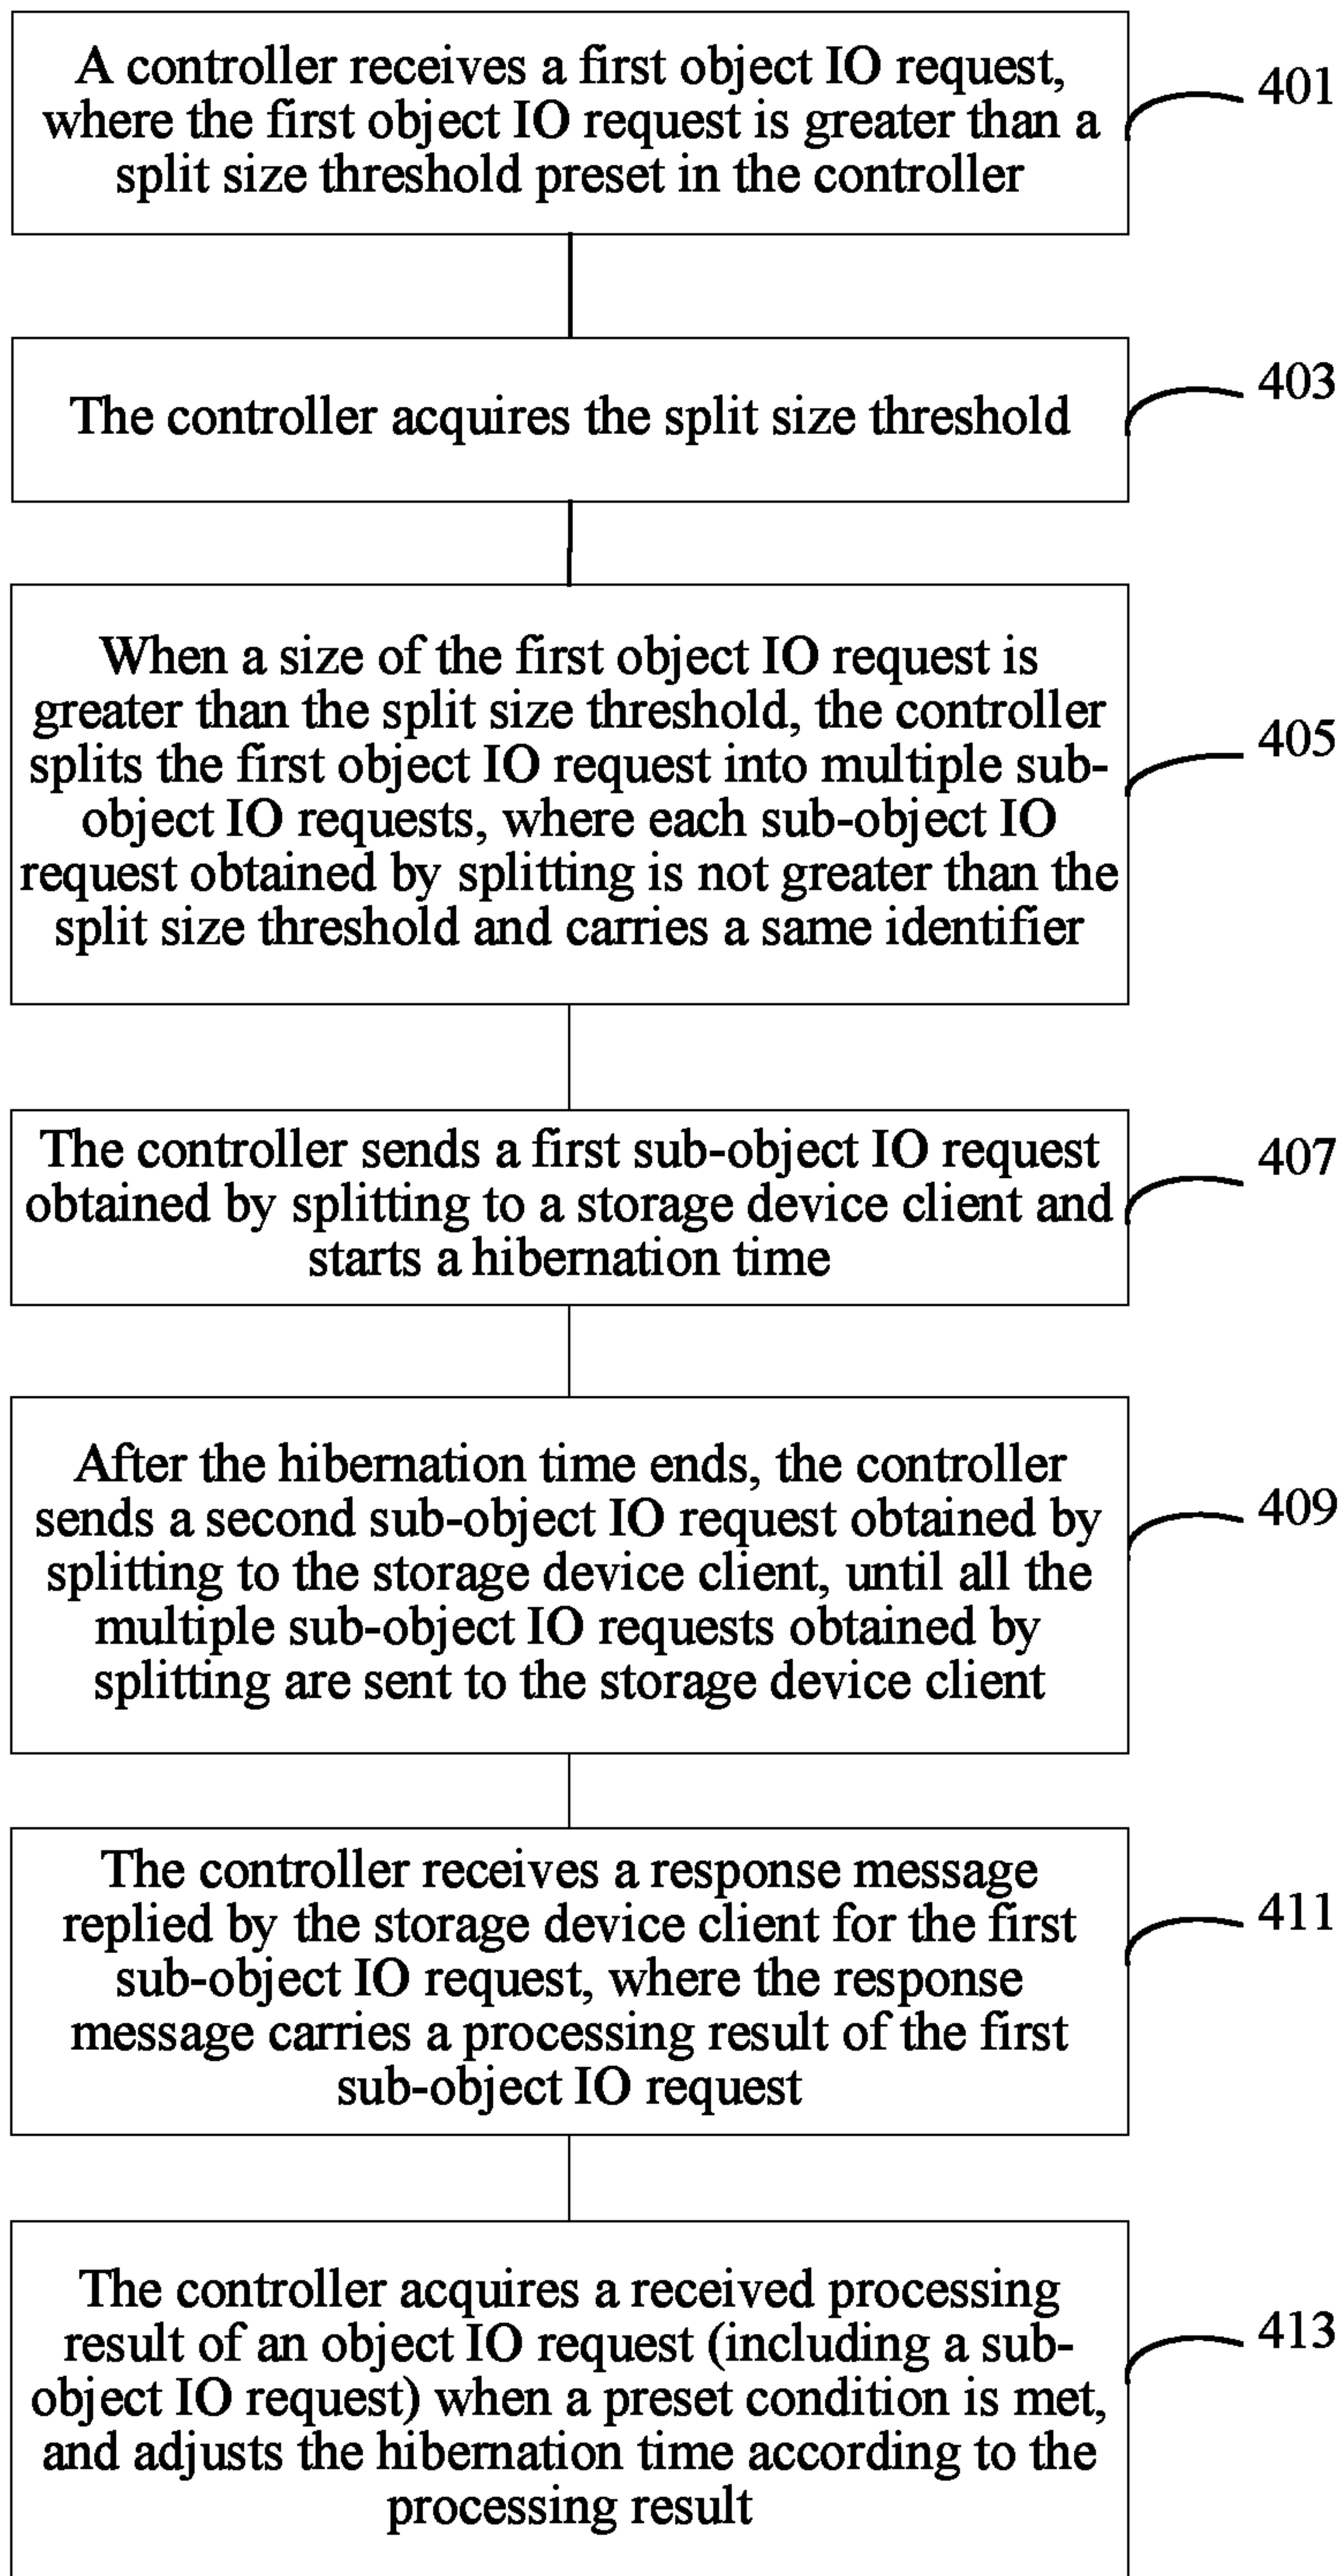 A controller receives a first object IO request,
where the first object IO request is greater than a
split size threshold preset in the controller
401
The controller acquires the split size threshold
403
When a size of the first object IO request is
greater than the split size threshold, the controller
splits the first object IO request into multiple sub-
object IO requests, where each sub-object IO
request obtained by splitting is not greater than the
split size threshold and carries a same identifier
405
The controller sends a first sub-object IO request
obtained by splitting to a storage device client and
starts a hibernation time
407
After the hibernation time ends, the controller
sends a second sub-object IO request obtained by
splitting to the storage device client, until all the
multiple sub-object IO requests obtained by
splitting are sent to the storage device client
409
The controller receives a response message
replied by the storage device client for the first
sub-object IO request, where the response
message carries a processing result of the first
sub-object IO request
411
The controller acquires a received processing
result of an object IO request (including a sub-
object IO request) when a preset condition is met,
and adjusts the hibernation time according to the
processing result
413